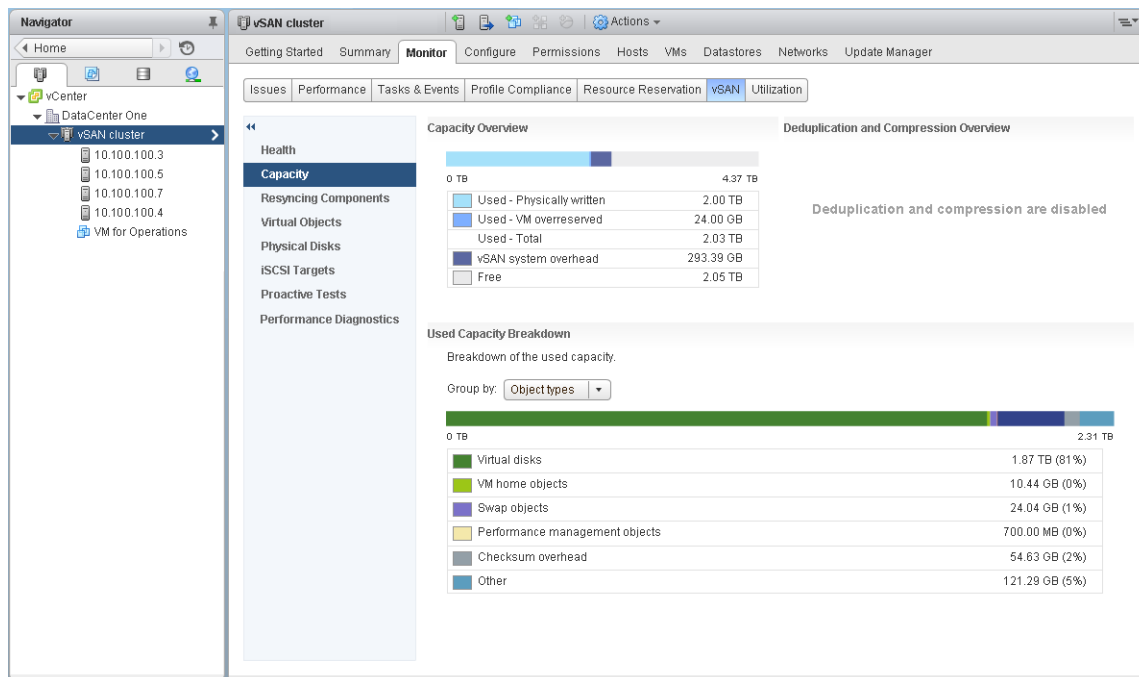 Navigator
Home
vCenter
DataCenter One
vSAN cluster
10.100.100.3
10.100.100.5
10.100.100.7
10.100.100.4
VM for Operations
vSAN cluster Actions
Getting Started Summary Monitor Configure Permissions Hosts VMs Datastores Networks Update Manager
Issues Performance Tasks & Events Profile Compliance Resource Reservation vSAN Utilization
Health
Capacity
Resyncing Components
Virtual Objects
Physical Disks
iSCSI Targets
Proactive Tests
Performance Diagnostics
Capacity Overview
0 TB 4.37 TB
Used - Physically written 2.00 TB
Used - VM overreserved 24.00 GB
Used - Total 2.03 TB
vSAN system overhead 293.39 GB
Free 2.05 TB
Deduplication and Compression Overview
Deduplication and compression are disabled
Used Capacity Breakdown
Breakdown of the used capacity.
Group by: Object types
0 TB 2.31 TB
Virtual disks 1.87 TB (81%)
VM home objects 10.44 GB (0%)
Swap objects 24.04 GB (1%)
Performance management objects 700.00 MB (0%)
Checksum overhead 54.63 GB (2%)
Other 121.29 GB (5%)